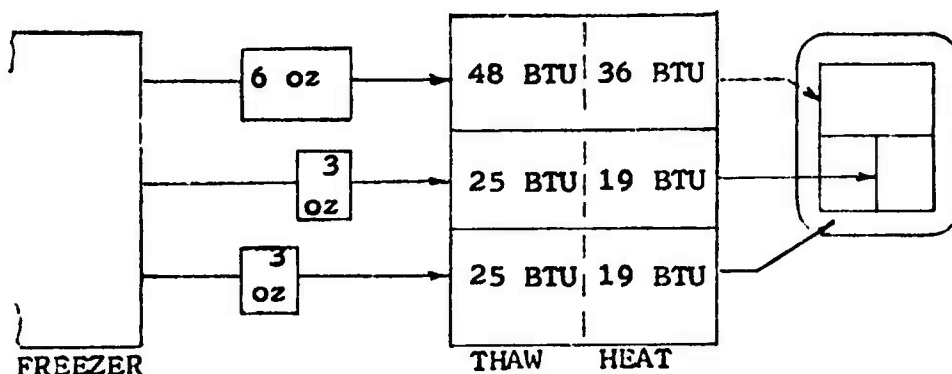 6 oz
48 BTU 36 BTU
3
oz
25 BTU 19 BTU
3
oz
25 BTU 19 BTU
FREEZER
THAW HEAT